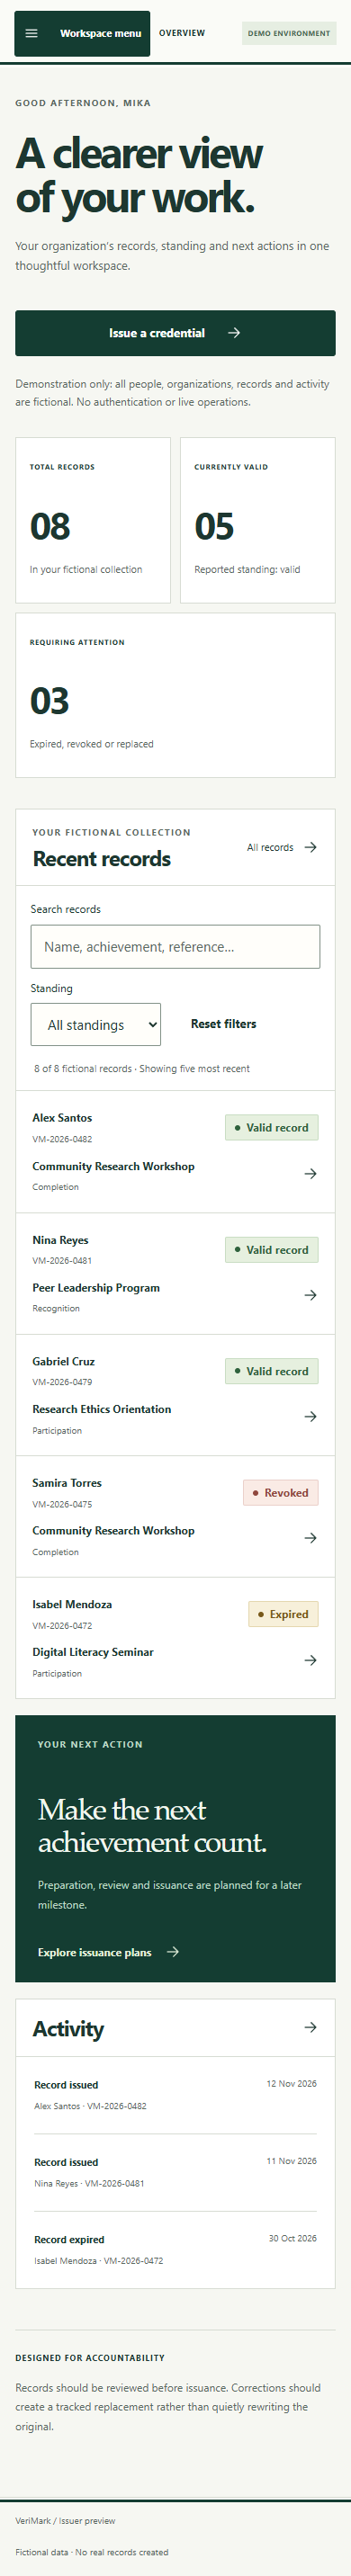 Workspace menu
OVERVIEW
DEMO ENVIRONMENT
GOOD AFTERNOON, MIKA
A clearer view
of your work.
Your organization's records, standing and next actions in one
thoughtful workspace.
Issue a credential
Demonstration only: all people, organizations, records and activity
are fictional. No authentication or live operations.
TOTAL RECORDS
08
In your fictional collection
CURRENTLY VALID
05
Reported standing: valid
REQUIRING ATTENTION
03
Expired, revoked or replaced
YOUR FICTIONAL COLLECTION
Recent records
All records
Search records
Name, achievement, reference...
Standing
All standings
Reset filters
8 of 8 fictional records · Showing five most recent
Alex Santos
VM-2026-0482
Valid record
Community Research Workshop
Completion
Nina Reyes
VM-2026-0481
Valid record
Peer Leadership Program
Recognition
Gabriel Cruz
VM-2026-0479
Valid record
Research Ethics Orientation
Participation
Samira Torres
VM-2026-0475
Revoked
Community Research Workshop
Completion
Isabel Mendoza
VM-2026-0472
Expired
Digital Literacy Seminar
Participation
YOUR NEXT ACTION
Make the next
achievement count.
Preparation, review and issuance are planned for a later
milestone.
Explore issuance plans
Activity
Record issued
12 Nov 2026
Alex Santos · VM-2026-0482
Record issued
11 Nov 2026
Nina Reyes · VM-2026-0481
Record expired
30 Oct 2026
Isabel Mendoza · VM-2026-0472
DESIGNED FOR ACCOUNTABILITY
Records should be reviewed before issuance. Corrections should
create a tracked replacement rather than quietly rewriting the
original.
VeriMark / Issuer preview
Fictional data · No real records created